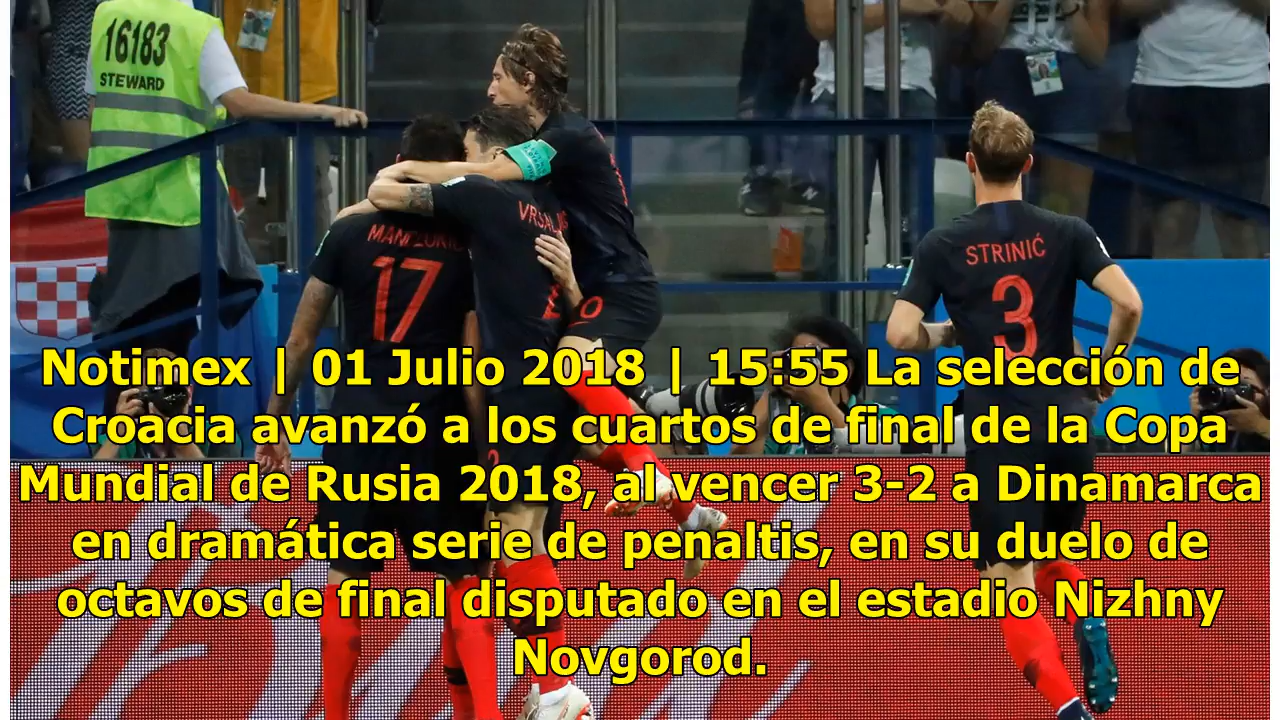 16183
STEWARD
VRSALJKO
MANDŽUKIĆ
17
STRINIĆ
3
Notimex | 01 Julio 2018 | 15:55 La selección de
Croacia avanzó a los cuartos de final de la Copa
Mundial de Rusia 2018, al vencer 3-2 a Dinamarca
en dramática serie de penaltis, en su duelo de
octavos de final disputado en el estadio Nizhny
Novgorod.